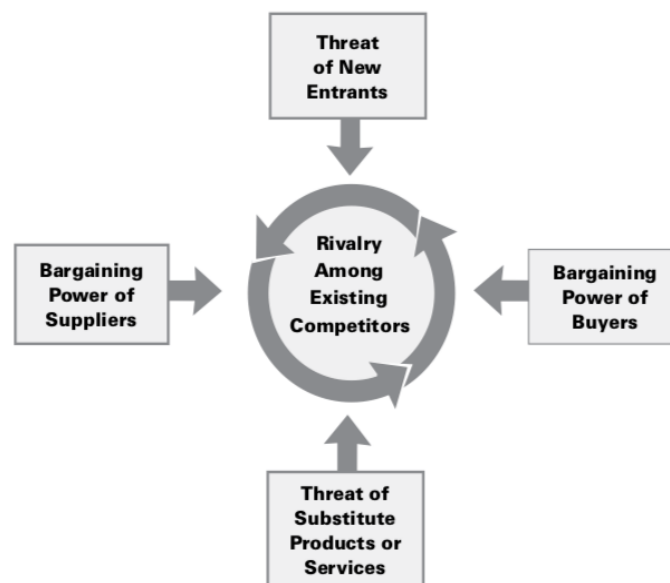 Threat
of New
Entrants
Bargaining
Power of
Suppliers
Rivalry
Among
Existing
Competitors
Bargaining
Power of
Buyers
Threat of
Substitute
Products or
Services